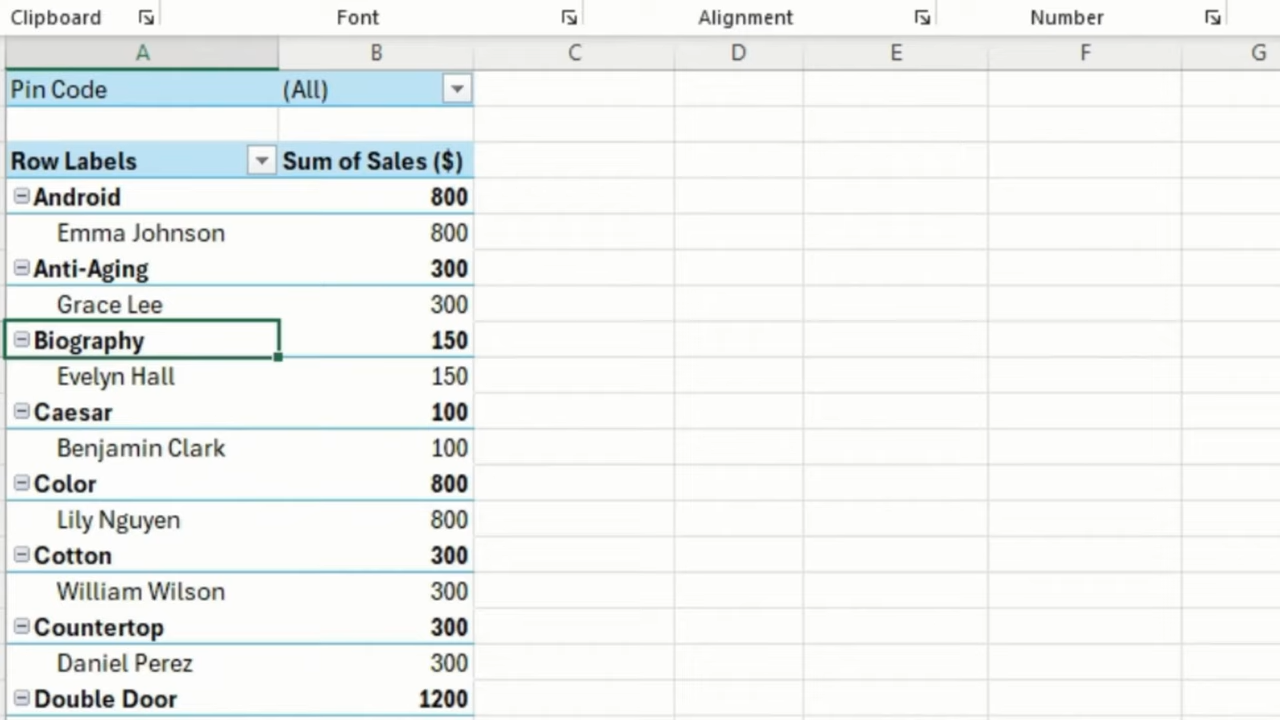 Clipboard Font Alignment Number
A B C D E F G
Pin Code (All)
Row Labels Sum of Sales ($)
Android 800
Emma Johnson 800
Anti-Aging 300
Grace Lee 300
Biography 150
Evelyn Hall 150
Caesar 100
Benjamin Clark 100
Color 800
Lily Nguyen 800
Cotton 300
William Wilson 300
Countertop 300
Daniel Perez 300
Double Door 1200